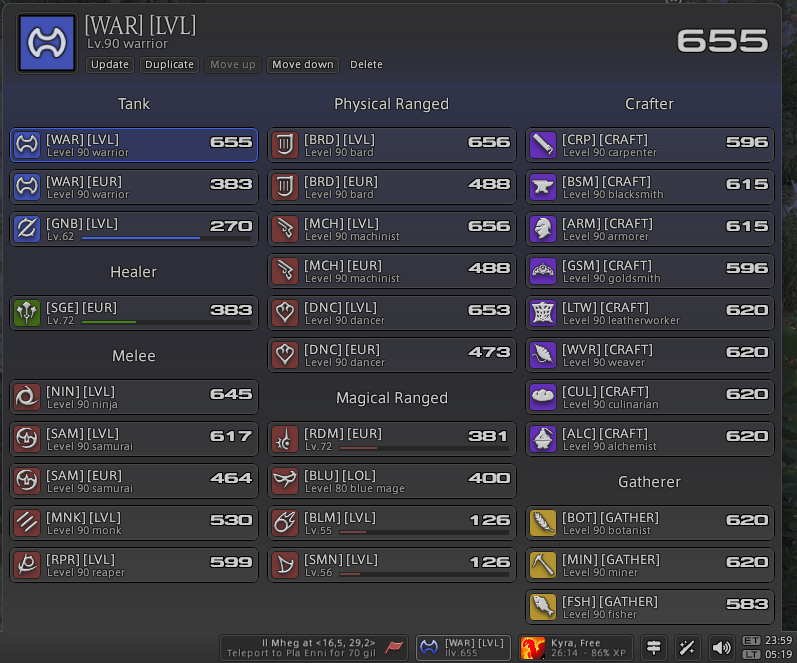 [WAR] [LVL]
Lv.90 warrior
655
Update Duplicate Move up Move down Delete
Tank
[WAR] [LVL] 655
Level 90 warrior
[WAR] [EUR] 383
Level 90 warrior
[GNB] [LVL] 270
Lv.62
Healer
[SGE] [EUR] 383
Lv.72
Melee
[NIN] [LVL] 645
Level 90 ninja
[SAM] [LVL] 617
Level 90 samurai
[SAM] [EUR] 464
Level 90 samurai
[MNK] [LVL] 530
Level 90 monk
[RPR] [LVL] 599
Level 90 reaper
Physical Ranged
[BRD] [LVL] 656
Level 90 bard
[BRD] [EUR] 488
Level 90 bard
[MCH] [LVL] 656
Level 90 machinist
[MCH] [EUR] 488
Level 90 machinist
[DNC] [LVL] 653
Level 90 dancer
[DNC] [EUR] 473
Level 90 dancer
Magical Ranged
[RDM] [EUR] 381
Lv.72
[BLU] [LOL] 400
Level 80 blue mage
[BLM] [LVL] 126
Lv.55
[SMN] [LVL] 126
Lv.56
Crafter
[CRP] [CRAFT] 596
Level 90 carpenter
[BSM] [CRAFT] 615
Level 90 blacksmith
[ARM] [CRAFT] 615
Level 90 armorer
[GSM] [CRAFT] 596
Level 90 goldsmith
[LTW] [CRAFT] 620
Level 90 leatherworker
[WVR] [CRAFT] 620
Level 90 weaver
[CUL] [CRAFT] 620
Level 90 culinarian
[ALC] [CRAFT] 620
Level 90 alchemist
Gatherer
[BOT] [GATHER] 620
Level 90 botanist
[MIN] [GATHER] 620
Level 90 miner
[FSH] [GATHER] 583
Level 90 fisher
Il Mheg at <16,5, 29,2>
Teleport to Pla Enni for 70 gil
[WAR] [LVL]
Ilv.655
Kyra, Free
26:14 - 86% XP
ET 23:59
LT 05:19